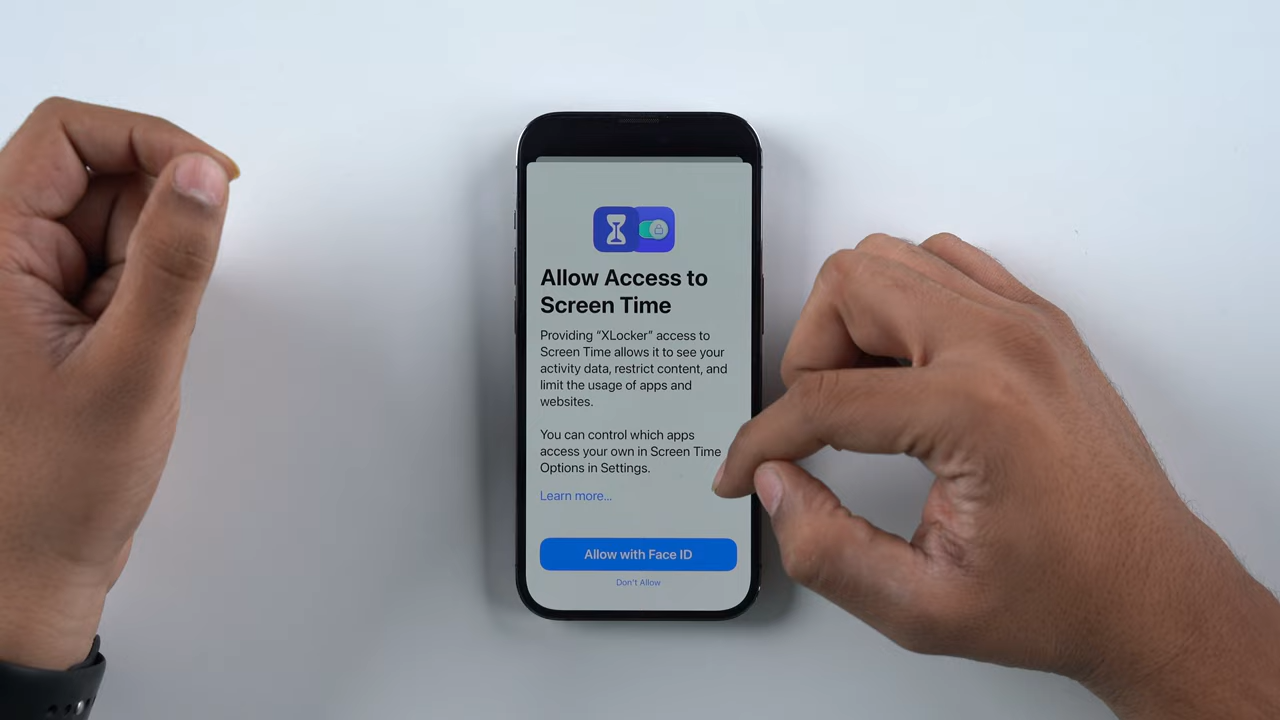 Allow Access to
Screen Time
Providing “XLocker” access to
Screen Time allows it to see your
activity data, restrict content, and
limit the usage of apps and
websites.
You can control which apps
access your own in Screen Time
Options in Settings.
Learn more...
Allow with Face ID
Don't Allow